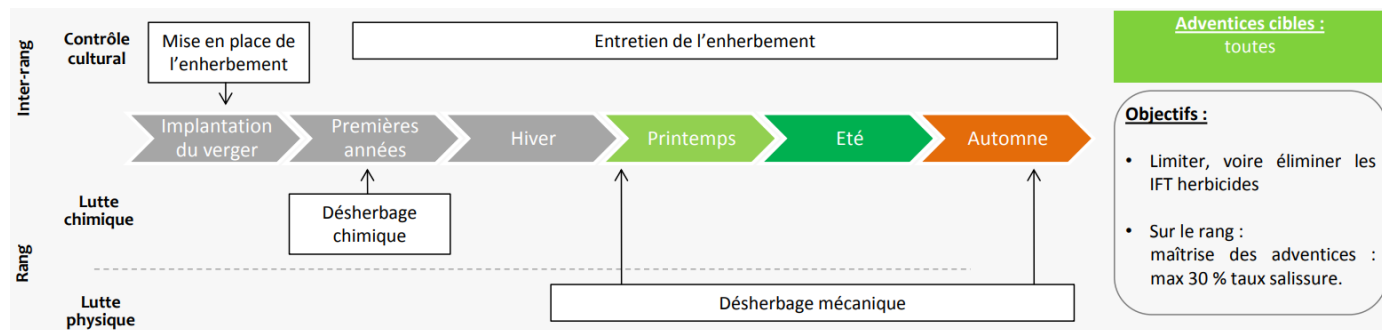 Inter-rang
Contrôle
cultural
Mise en place de
l’enherbement
Entretien de l’enherbement
Implantation
du verger
Premières
années
Hiver
Printemps
Eté
Automne
Rang
Lutte
chimique
Désherbage
chimique
Lutte
physique
Désherbage mécanique
Adventices cibles :
toutes
Objectifs :
• Limiter, voire éliminer les
IFT herbicides
• Sur le rang :
maîtrise des adventices :
max 30 % taux salissure.